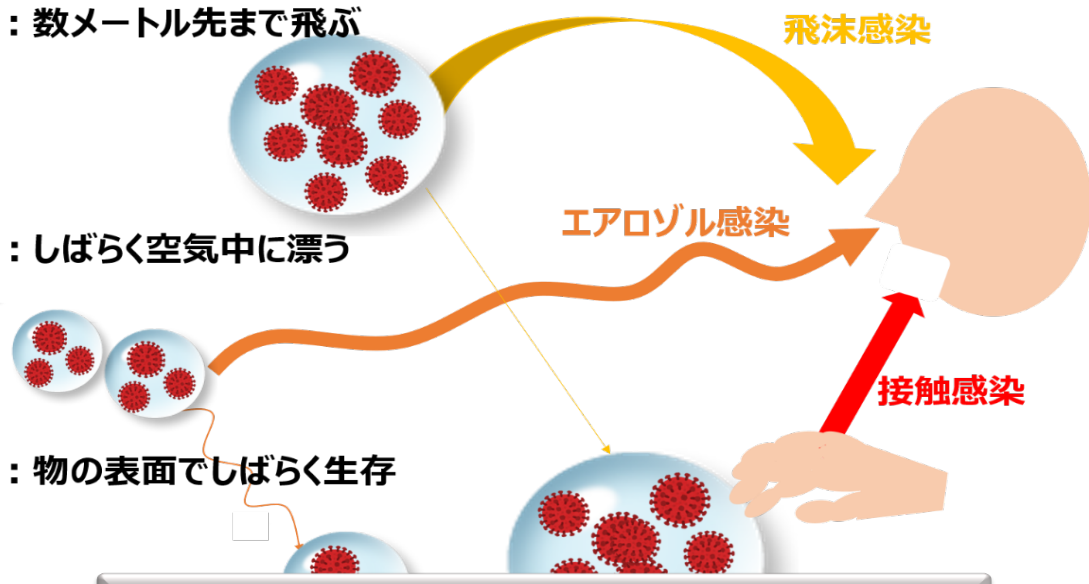 ：数メートル先まで飛ぶ
飛沫感染
エアロゾル感染
：しばらく空気中に漂う
接触感染
：物の表面でしばらく生存